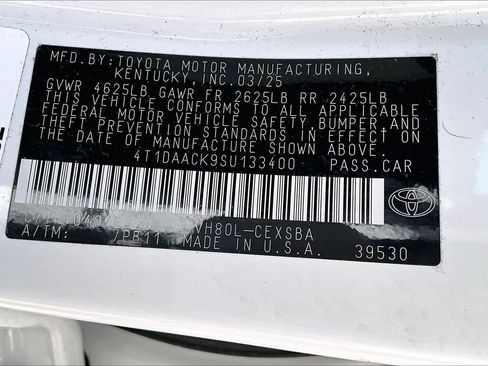 MFD.BY:TOYOTA MOTOR MANUFACTURING,
KENTUCKY,INC.03/25
GVWR 4625LB GAWR FR 2625LB RR 2425LB
THIS VEHICLE CONFORMS TO ALL APPLICABLE
FEDERAL MOTOR VEHICLE SAFETY, BUMPER AND
THEFT PREVENTION STANDARDS IN EFFECT ON
THE DATE OF MANUFACTURE SHOWN ABOVE.
4T1DAACK9SU133400 PASS.CAR
A/TM: 7PB11 MADE IN U.S.A. 39530